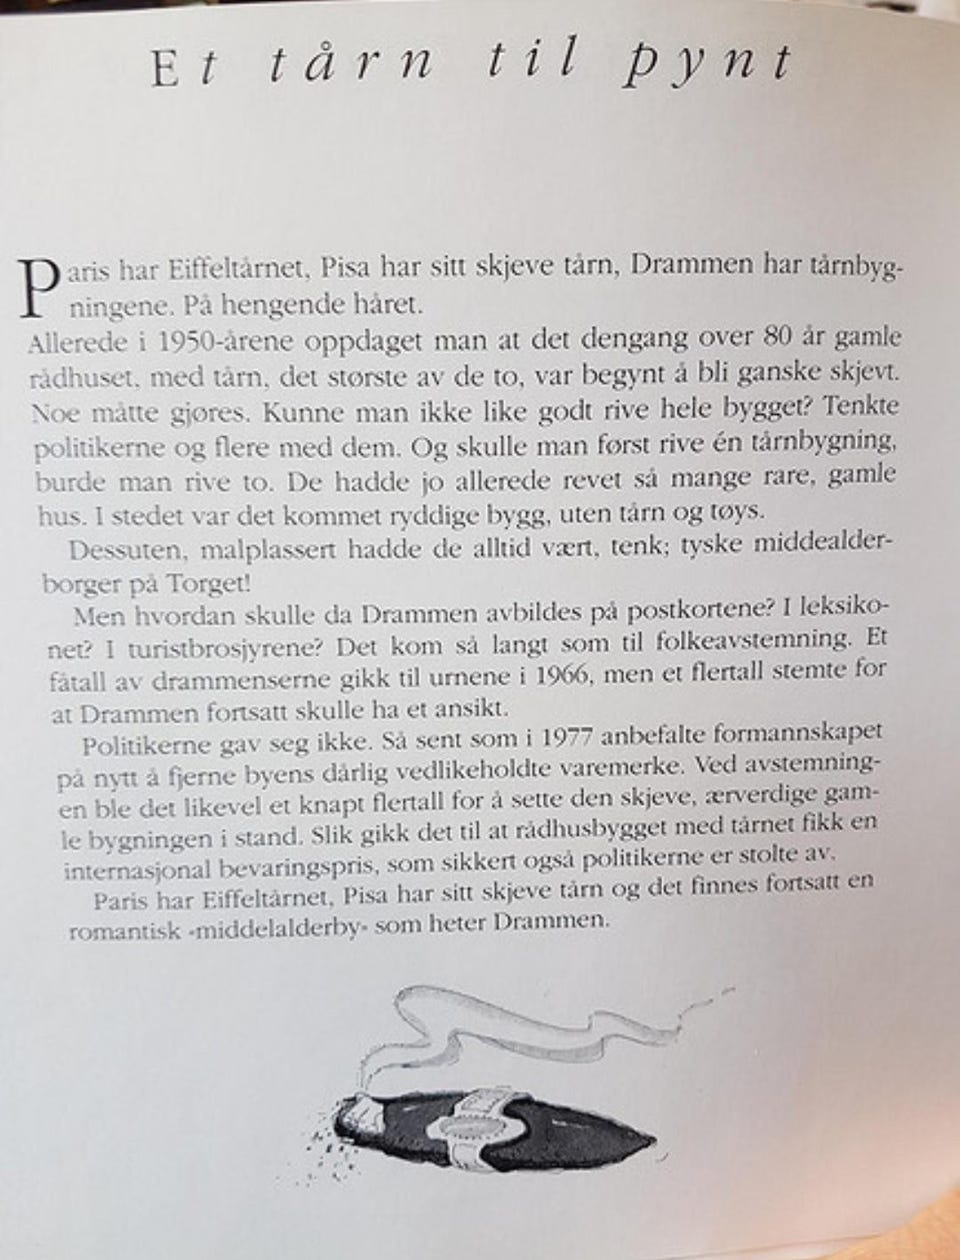 Et tårn til pynt
Paris har Eiffeltårnet, Pisa har sitt skjeve tårn, Drammen har tårnbyg-
ningene. På hengende håret.
Allerede i 1950-årene oppdaget man at det dengang over 80 år gamle
rådhuset, med tårn, det største av de to, var begynt å bli ganske skjevt.
Noe måtte gjøres. Kunne man ikke like godt rive hele bygget? Tenkte
politikerne og flere med dem. Og skulle man først rive én tårnbygning,
burde man rive to. De hadde jo allerede revet så mange rare, gamle
hus. I stedet var det kommet ryddige bygg, uten tårn og tøys.
Dessuten, malplassert hadde de alltid vært, tenk; tyske middealder-
borger på Torget!
Men hvordan skulle da Drammen avbildes på postkortene? I leksiko-
net? I turistbrosjyrene? Det kom så langt som til folkeavstemning. Et
fåtall av drammenserne gikk til urnene i 1966, men et flertall stemte for
at Drammen fortsatt skulle ha et ansikt.
Politikerne gav seg ikke. Så sent som i 1977 anbefalte formannskapet
på nytt å fjerne byens dårlig vedlikeholdte varemerke. Ved avstemning-
en ble det likevel et knapt flertall for å sette den skjeve, ærverdige gam-
le bygningen i stand. Slik gikk det til at rådhusbygget med tårnet fikk en
internasjonal bevaringspris, som sikkert også politikerne er stolte av.
Paris har Eiffeltårnet, Pisa har sitt skjeve tårn og det finnes fortsatt en
romantisk «middelalderby» som heter Drammen.